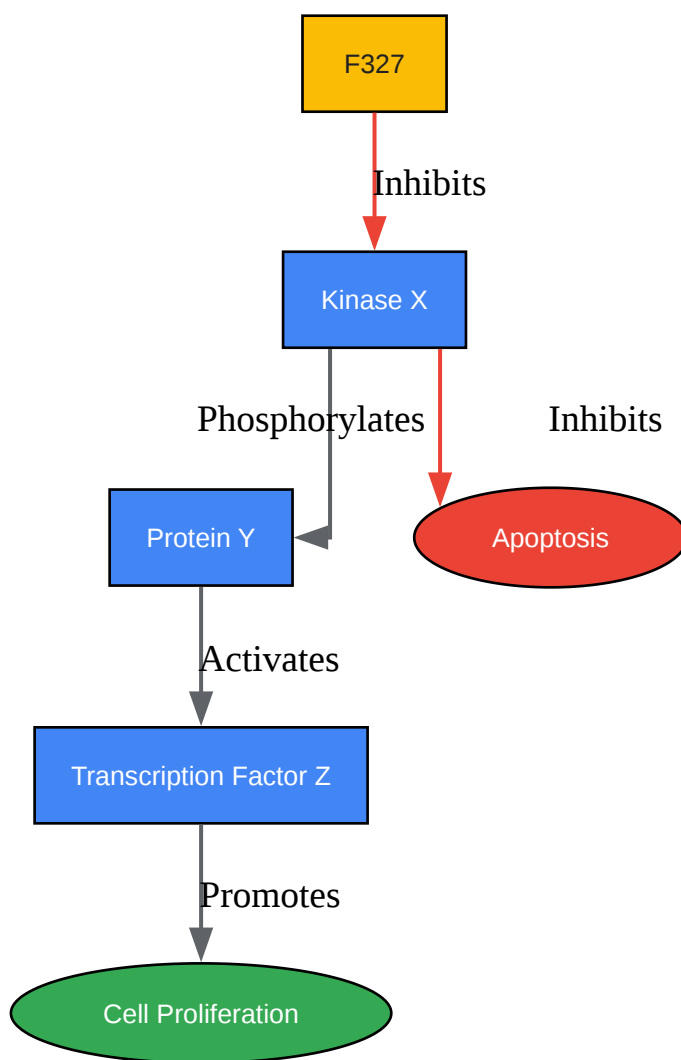 F327
Inhibits
Kinase X
Phosphorylates
Inhibits
Protein Y
Apoptosis
Activates
Transcription Factor Z
Promotes
Cell Proliferation